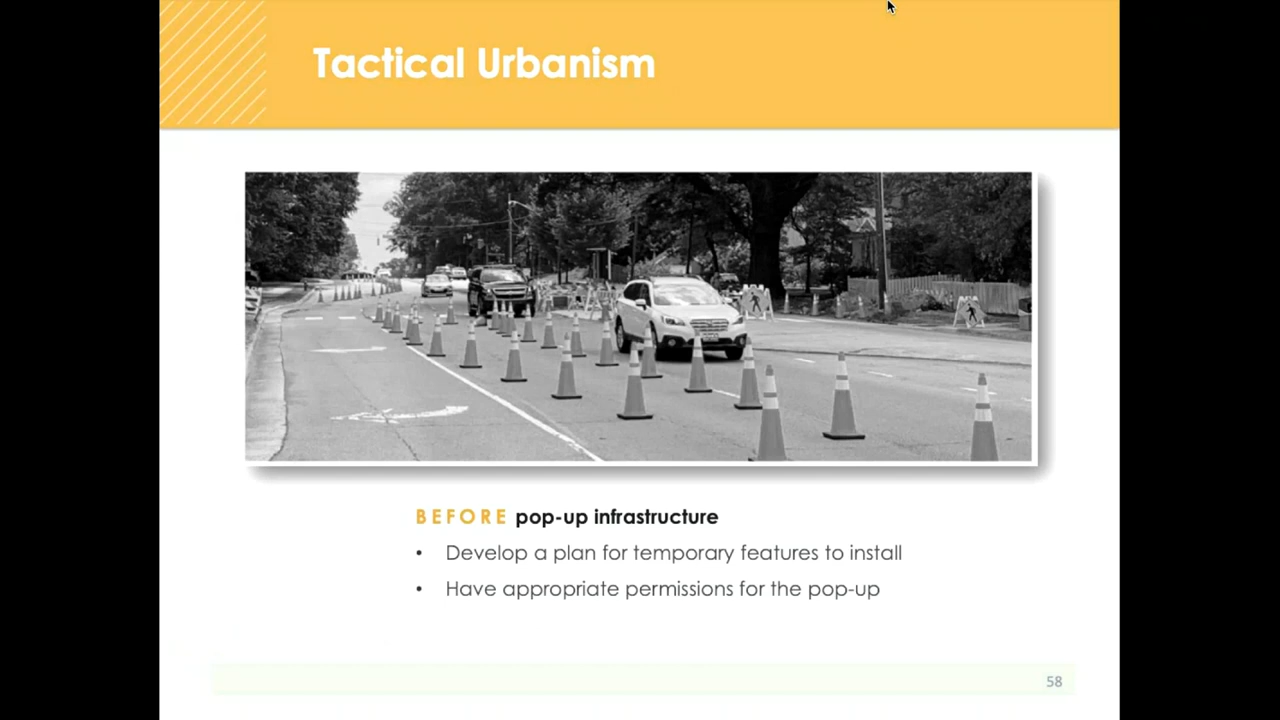 Tactical Urbanism
BEFORE pop-up infrastructure
• Develop a plan for temporary features to install
• Have appropriate permissions for the pop-up
58